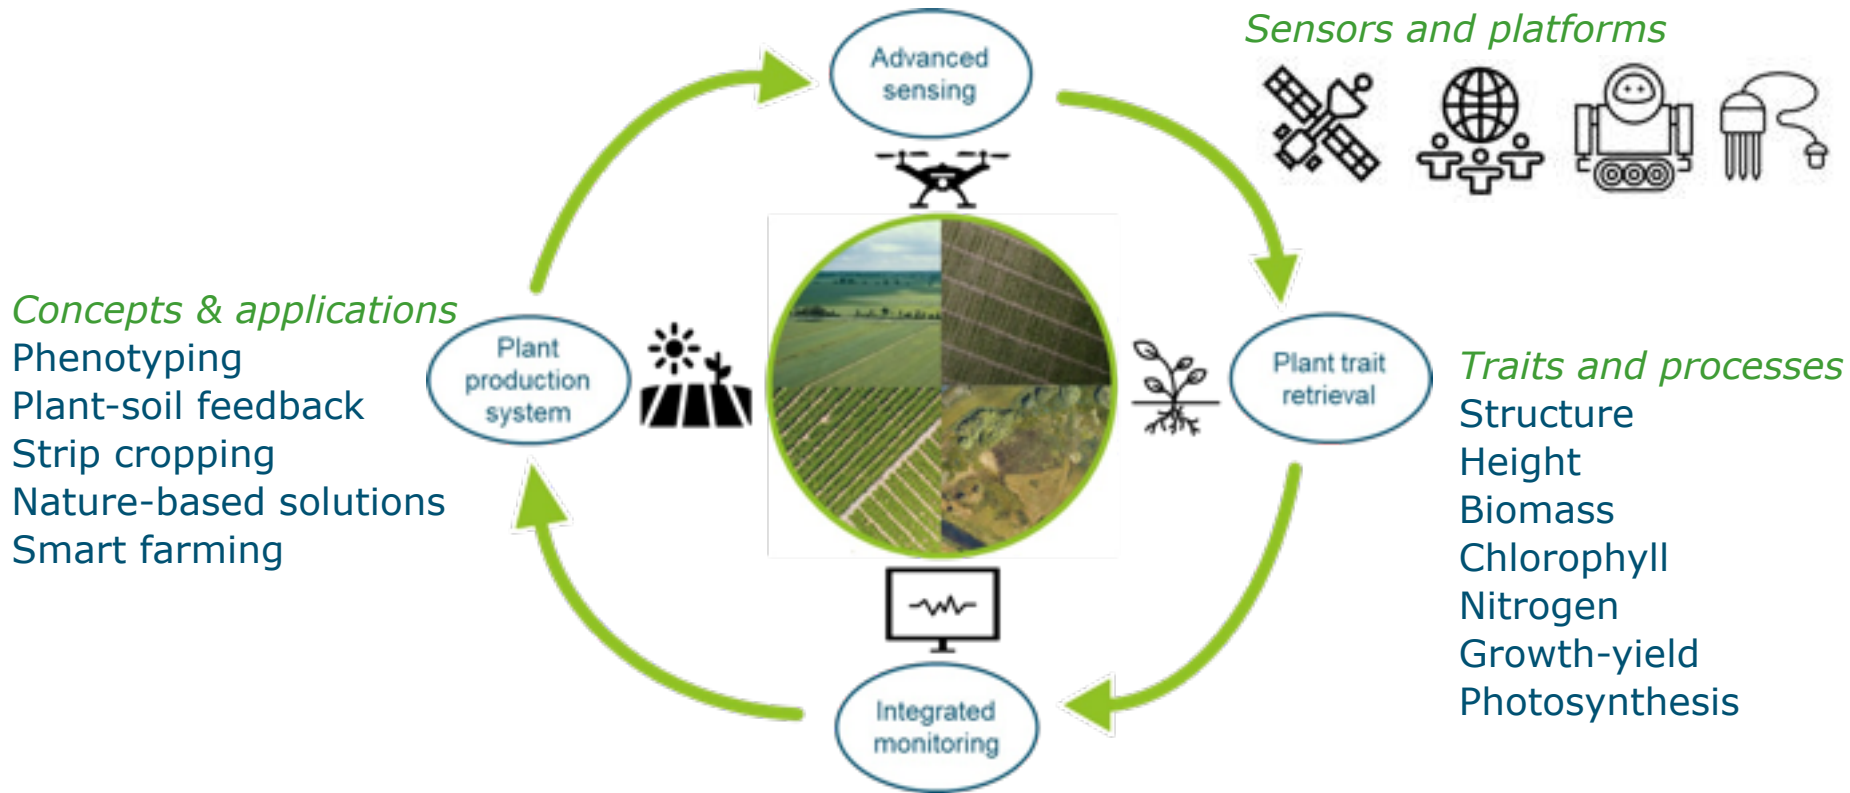 Sensors and platforms
Advanced
sensing
Concepts & applications
Phenotyping
Plant-soil feedback
Strip cropping
Nature-based solutions
Smart farming
Plant
production
system
Plant trait
retrieval
Traits and processes
Structure
Height
Biomass
Chlorophyll
Nitrogen
Growth-yield
Photosynthesis
Integrated
monitoring